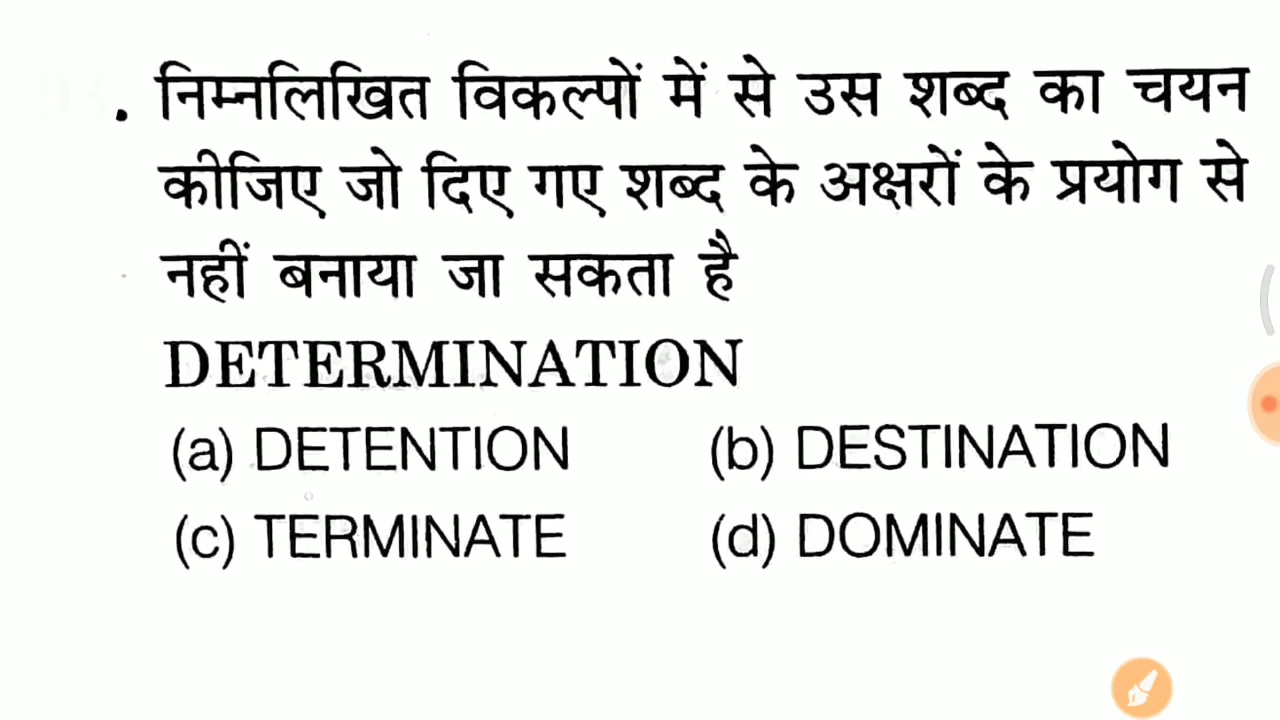 . निम्नलिखित विकल्पों में से उस शब्द का चयन
कीजिए जो दिए गए शब्द के अक्षरों के प्रयोग से
नहीं बनाया जा सकता है
DETERMINATION
(a) DETENTION (b) DESTINATION
(c) TERMINATE (d) DOMINATE